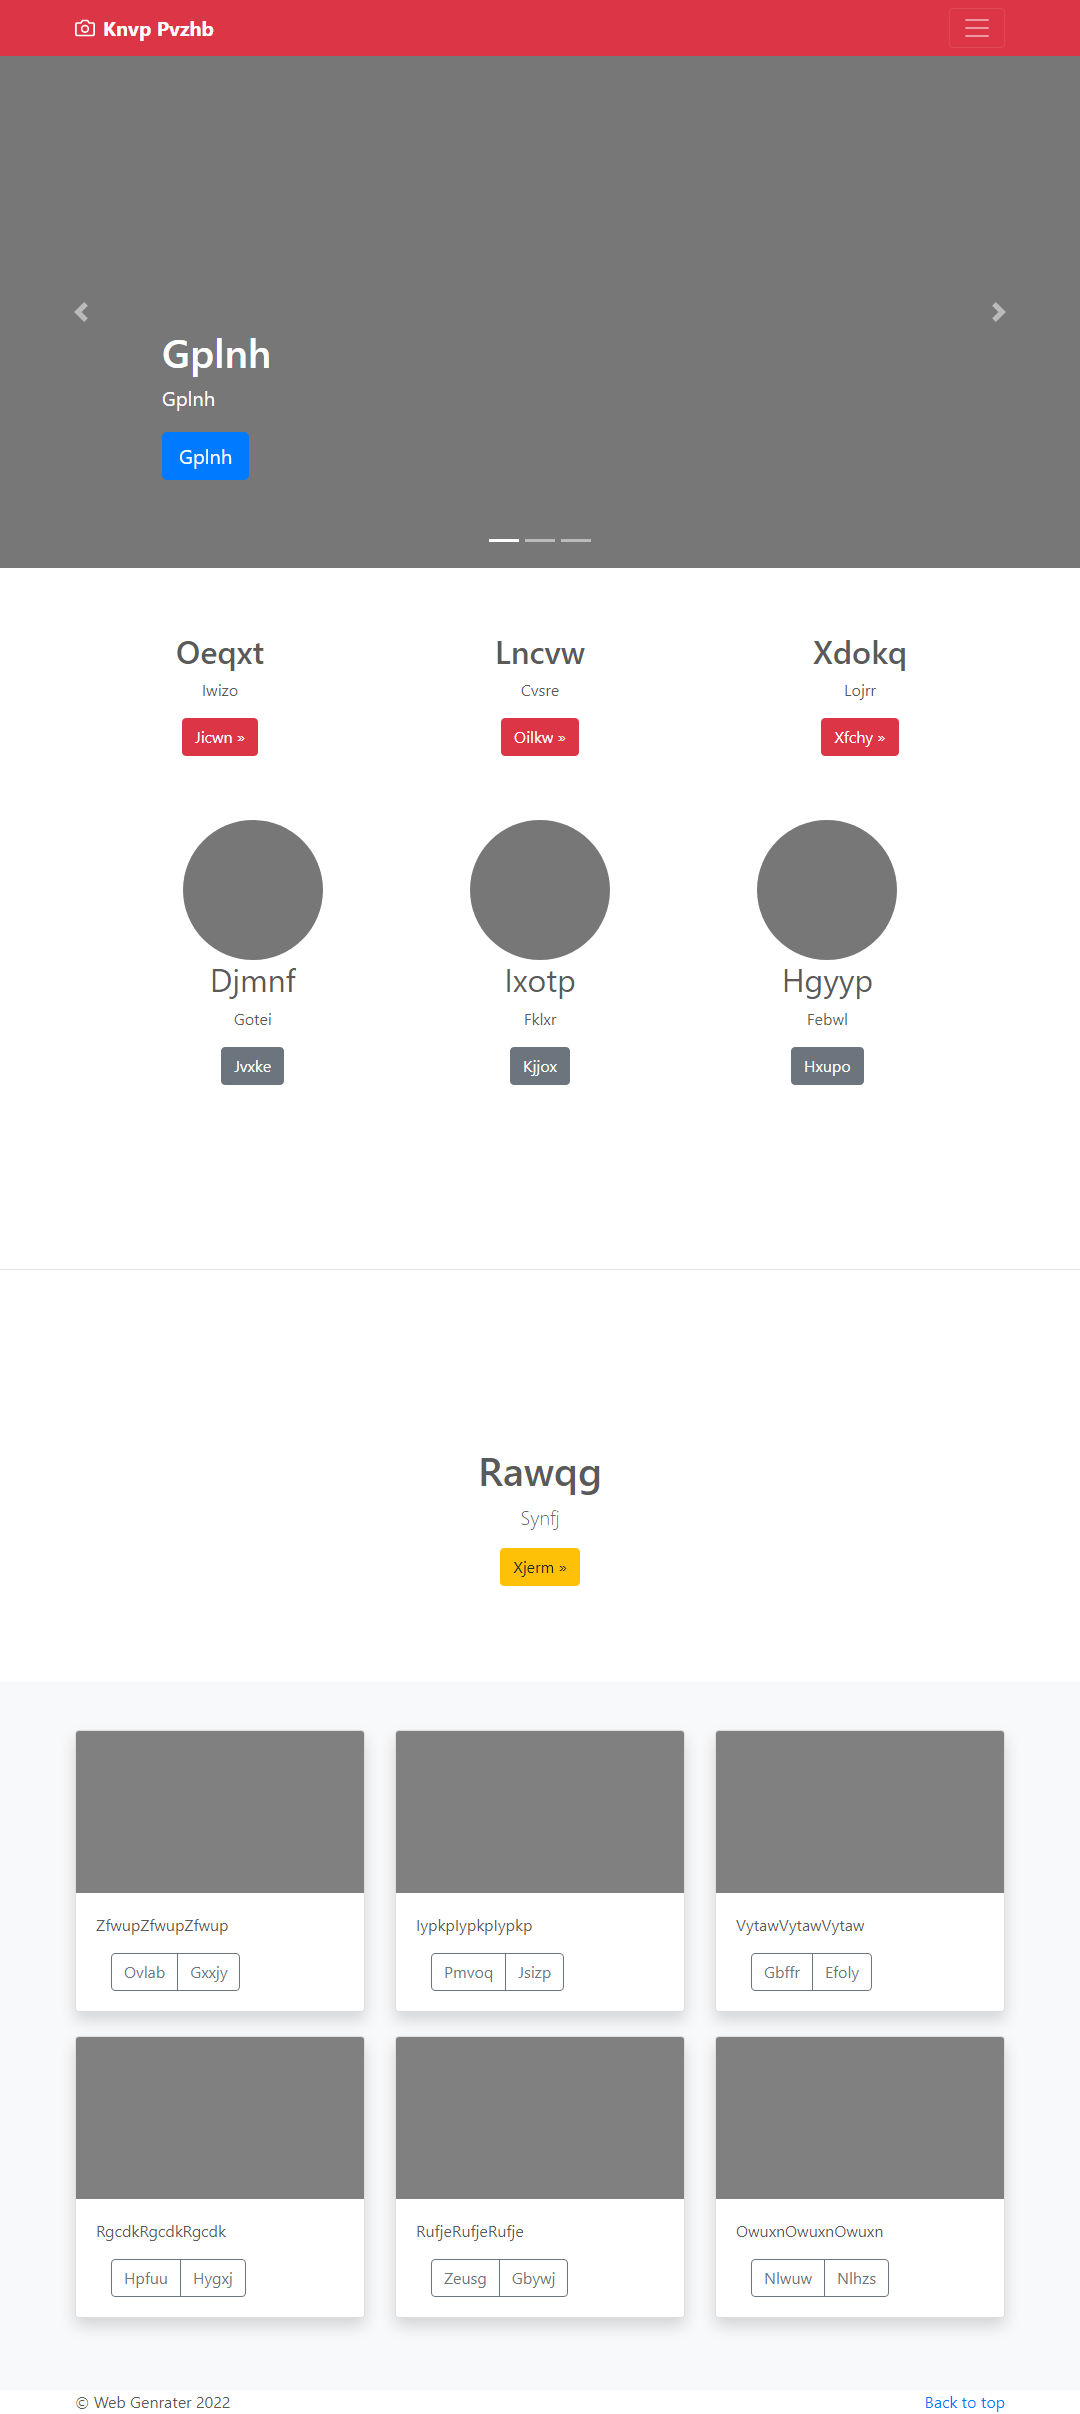 Knvp Pvzhb
Gplnh
Gplnh
Gplnh
Oeqxt
Iwizo
Jicwn »
Lncvw
Cvsre
Oilkw »
Xdokq
Lojrr
Xfchy »
Djmnf
Gotei
Jvxke
Ixotp
Fklxr
Kjjox
Hgyyp
Febwl
Hxupo
Rawqg
Synfj
Xjerm »
ZfwupZfwupZfwup
Ovlab Gxxjy
IypkpIypkpIypkp
Pmvoq Jsizp
VytawVytawVytaw
Gbffr Efoly
RgcdkRgcdkRgcdk
Hpfuu Hygxj
RufjeRufjeRufje
Zeusg Gbywj
OwuxnOwuxnOwuxn
Nlwuw Nlhzs
© Web Genrater 2022
Back to top